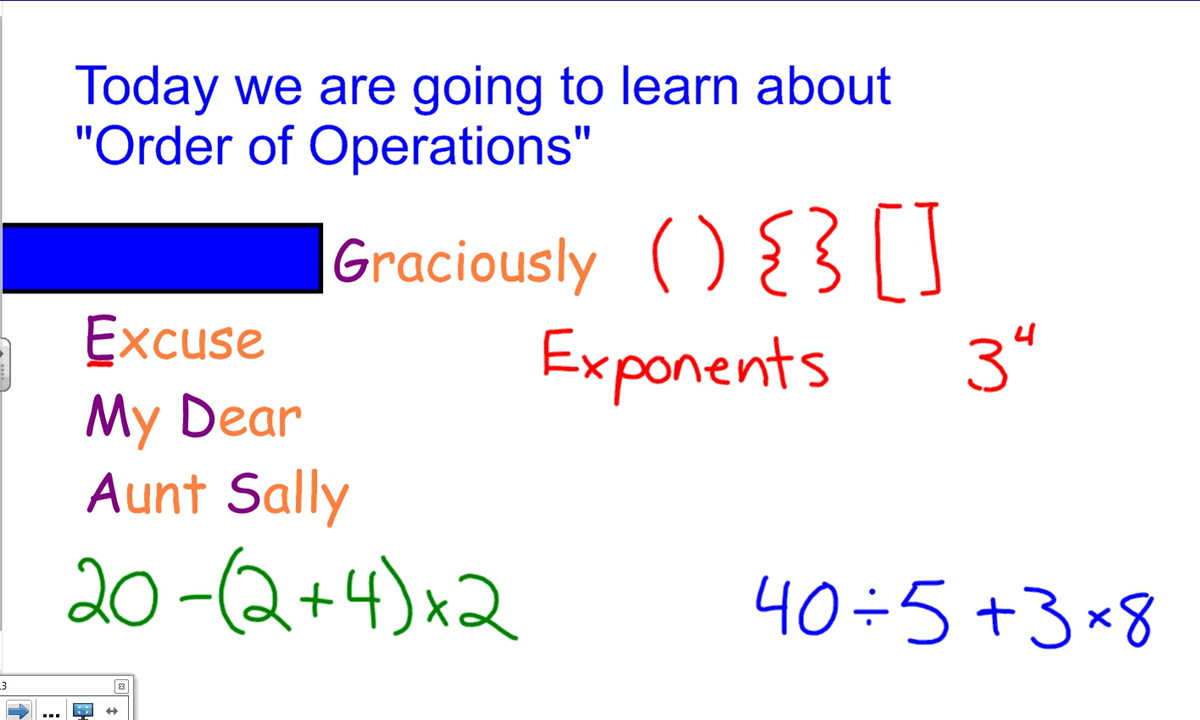 Today we are going to learn about
"Order of Operations"
Graciously ( ) { } [ ]
Excuse Exponents 3⁴
My Dear
Aunt Sally
20 - (2 + 4) x 2 40 ÷ 5 + 3 x 8
.3
...